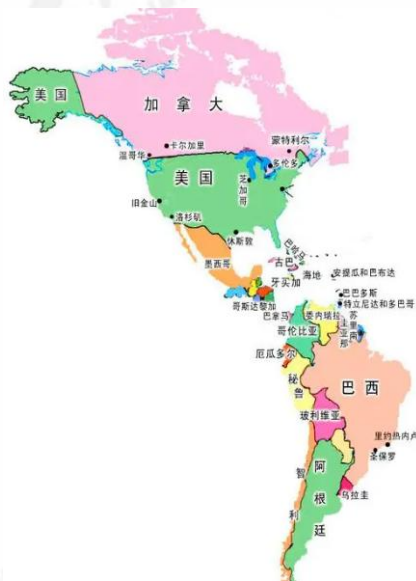 美国
加拿大
卡尔加里
蒙特利尔
温哥华
多伦多
美国
芝加哥
旧金山
洛杉矶
休斯敦
巴哈马
墨西哥
古巴
海地
安提瓜和巴布达
牙买加
巴巴多斯
哥斯达黎加
特立尼达和多巴哥
巴拿马
委内瑞拉
圭亚那
苏里南
哥伦比亚
厄瓜多尔
秘鲁
巴西
玻利维亚
里约热内卢
圣保罗
智利
阿根廷
乌拉圭